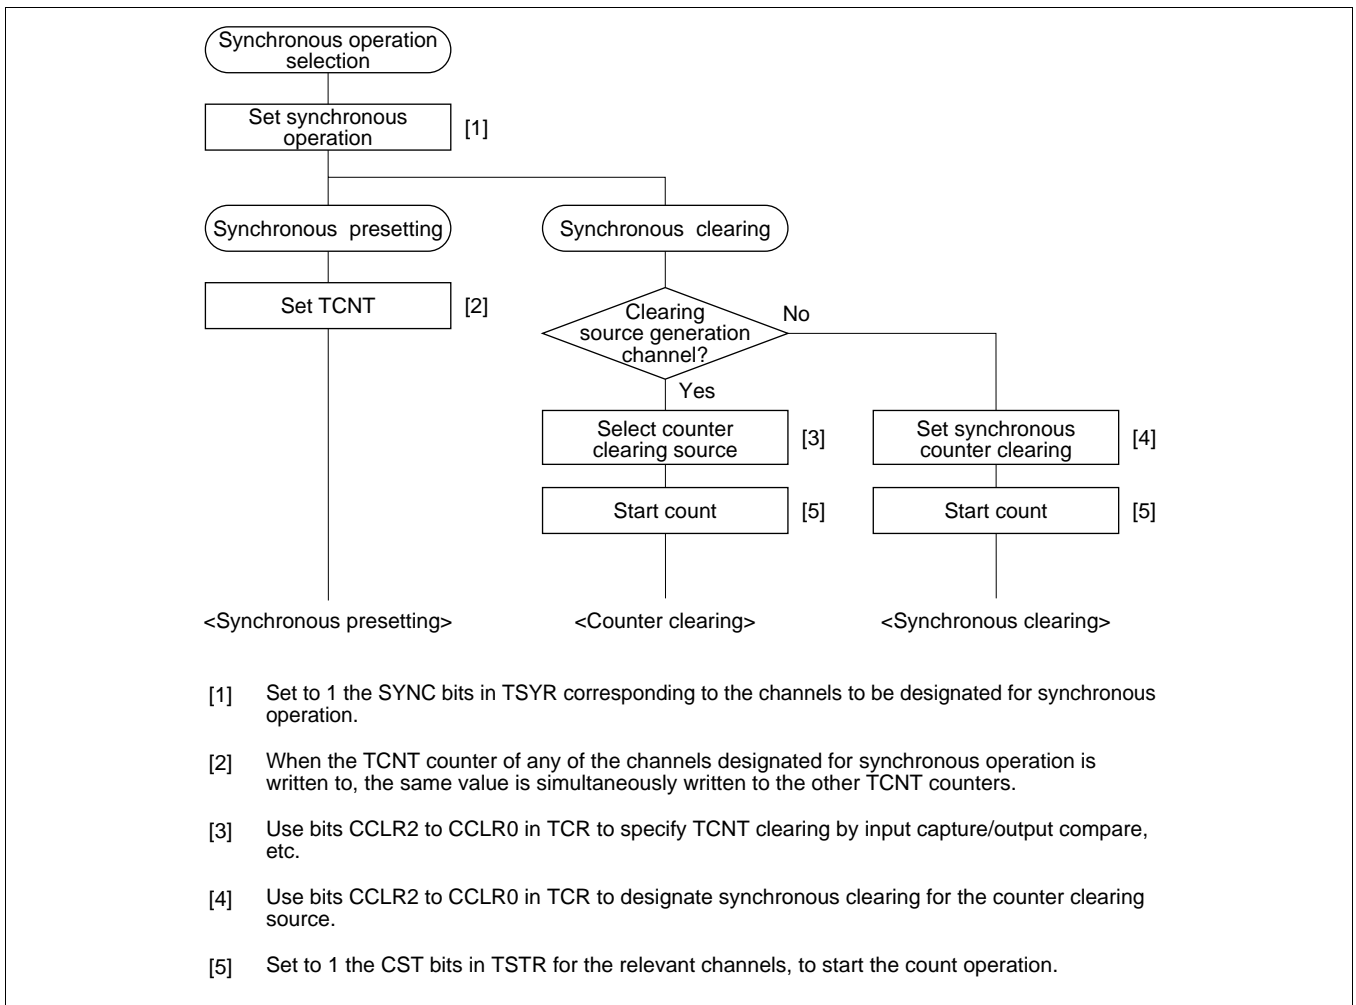 Synchronous operation
selection
Set synchronous
operation
[1]
Synchronous presetting
Synchronous clearing
Set TCNT
[2]
Clearing
source generation
channel?
No
Yes
Select counter
clearing source
[3]
Set synchronous
counter clearing
[4]
Start count
[5]
Start count
[5]
<Synchronous presetting>
<Counter clearing>
<Synchronous clearing>
[1] Set to 1 the SYNC bits in TSYR corresponding to the channels to be designated for synchronous
operation.
[2] When the TCNT counter of any of the channels designated for synchronous operation is
written to, the same value is simultaneously written to the other TCNT counters.
[3] Use bits CCLR2 to CCLR0 in TCR to specify TCNT clearing by input capture/output compare,
etc.
[4] Use bits CCLR2 to CCLR0 in TCR to designate synchronous clearing for the counter clearing
source.
[5] Set to 1 the CST bits in TSTR for the relevant channels, to start the count operation.